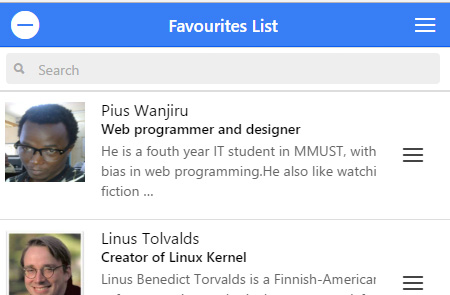 Favourites List
Search
Pius Wanjiru
Web programmer and designer
He is a fouth year IT student in MMUST, with
bias in web programming.He also like watchi
fiction ...
Linus Tolvalds
Creator of Linux Kernel
Linus Benedict Torvalds is a Finnish-American